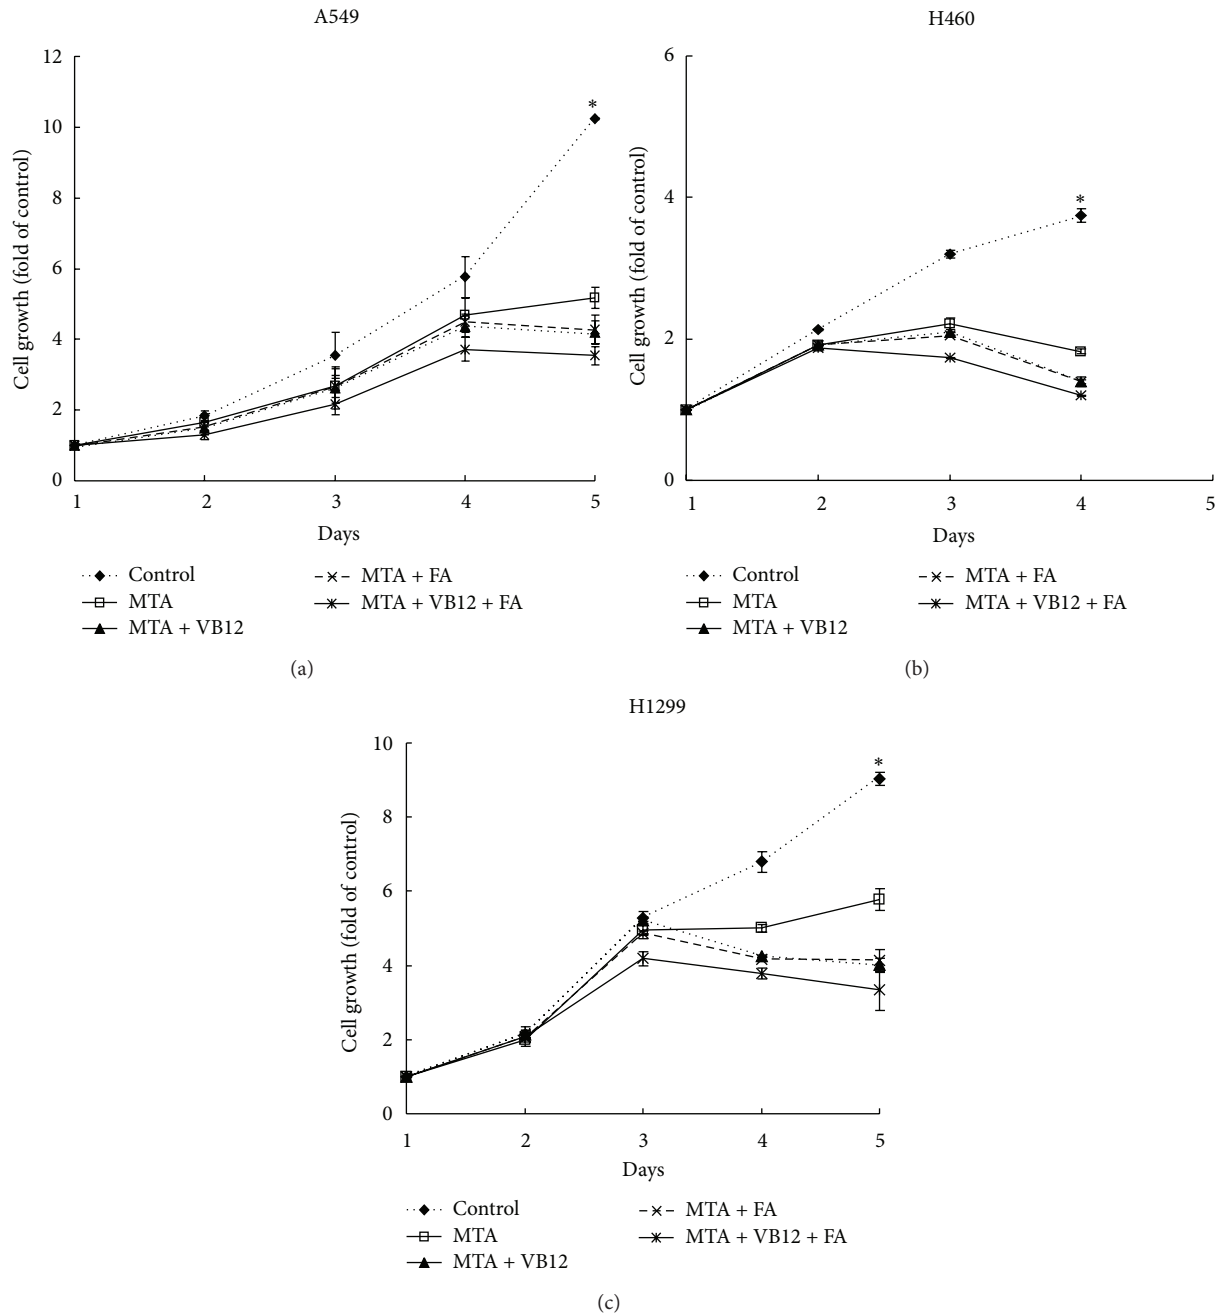 A549
Cell growth (fold of control)
12
10
8
6
4
2
0
*
1 2 3 4 5
Days
Control
MTA
MTA + VB12
MTA + FA
MTA + VB12 + FA
(a)
H460
Cell growth (fold of control)
6
4
2
0
*
1 2 3 4 5
Days
Control
MTA
MTA + VB12
MTA + FA
MTA + VB12 + FA
(b)
H1299
Cell growth (fold of control)
10
8
6
4
2
0
*
1 2 3 4 5
Days
Control
MTA
MTA + VB12
MTA + FA
MTA + VB12 + FA
(c)